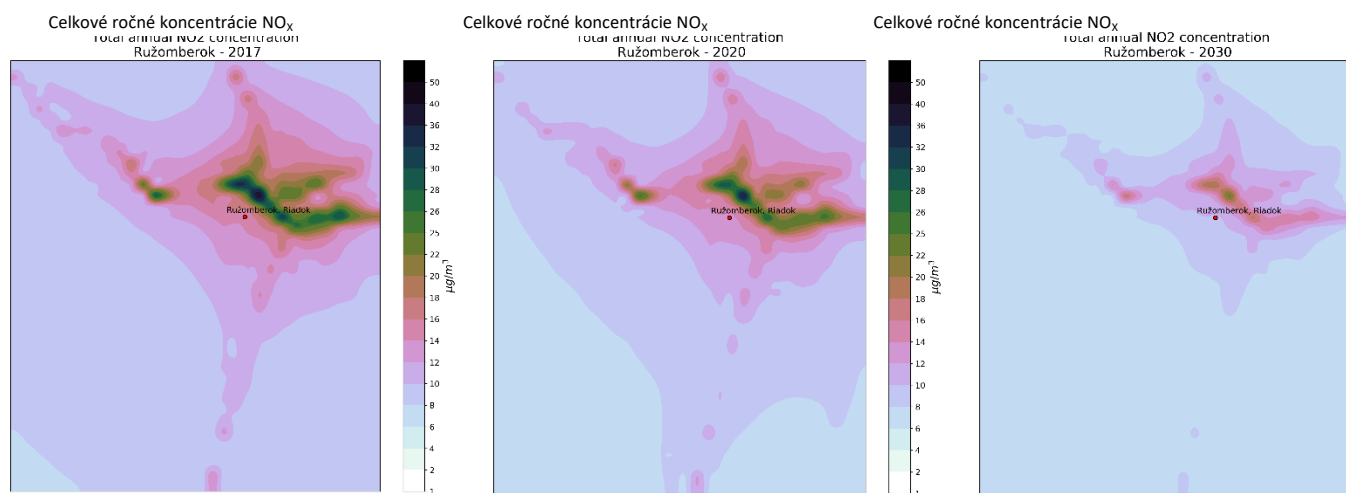 Celkové ročné koncentrácie NOX
Total annual NO2 concentration
Ružomberok - 2017
Ružomberok, Riadok
50
40
36
32
30
28
25
22
20
18
16
14
12
10
8
6
4
2
1
µg/m³
Celkové ročné koncentrácie NOX
Total annual NO2 concentration
Ružomberok - 2020
Ružomberok, Riadok
50
40
36
32
30
28
25
22
20
18
16
14
12
10
8
6
4
2
1
µg/m³
Celkové ročné koncentrácie NOX
Total annual NO2 concentration
Ružomberok - 2030
Ružomberok, Riadok